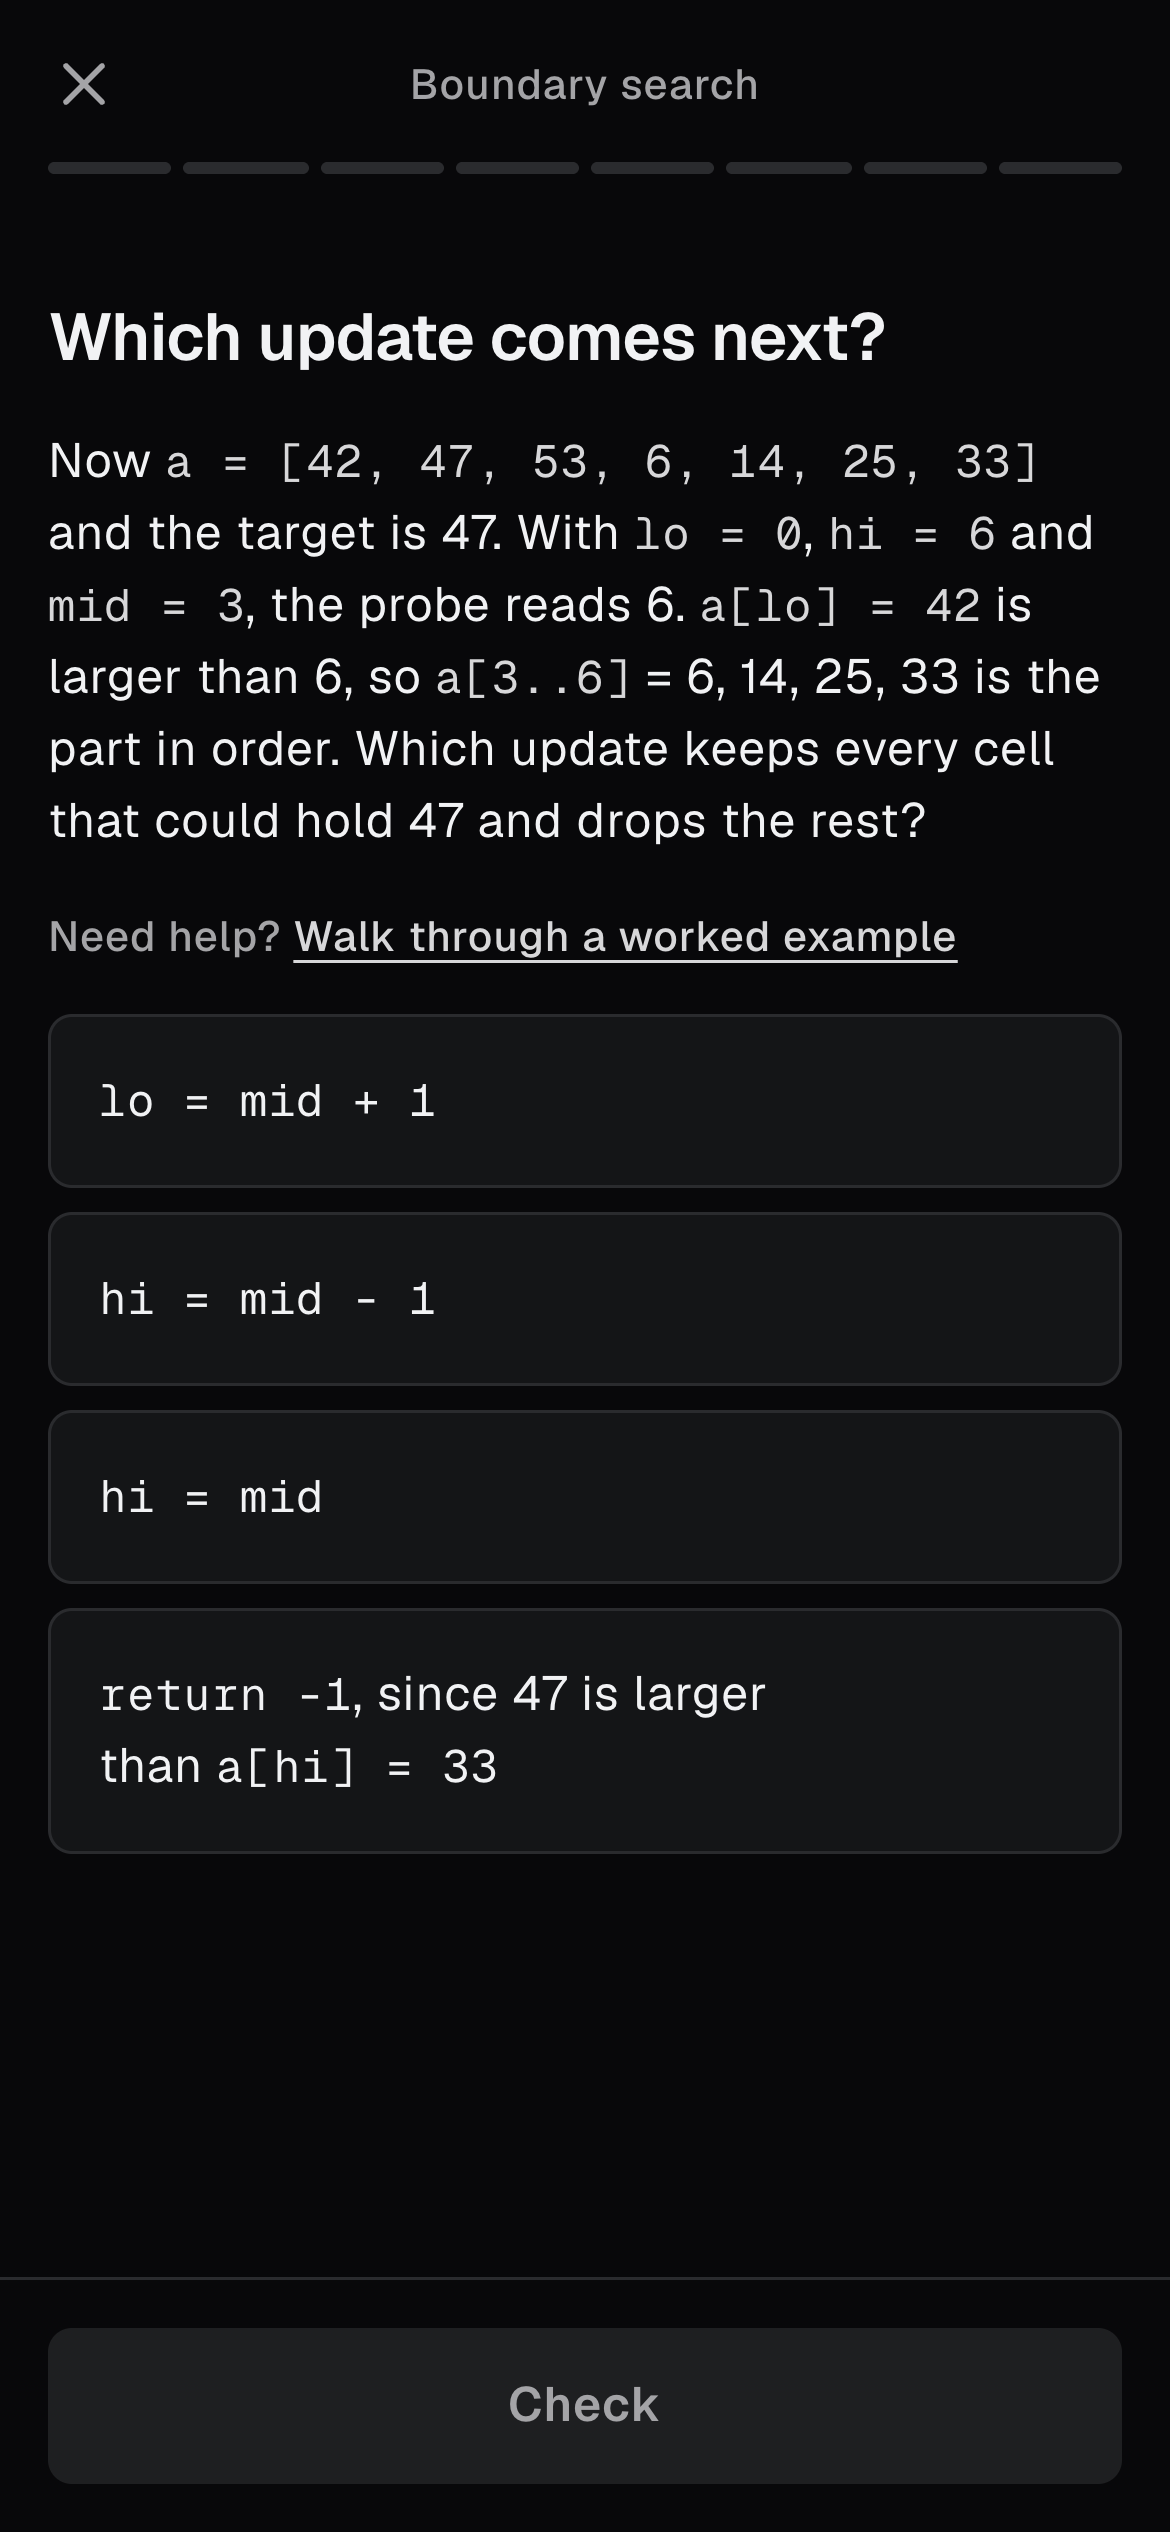 Boundary search
Which update comes next?
Now a = [42, 47, 53, 6, 14, 25, 33]
and the target is 47. With lo = 0, hi = 6 and
mid = 3, the probe reads 6. a[lo] = 42 is
larger than 6, so a[3..6] = 6, 14, 25, 33 is the
part in order. Which update keeps every cell
that could hold 47 and drops the rest?
Need help? Walk through a worked example
lo = mid + 1
hi = mid - 1
hi = mid
return -1, since 47 is larger
than a[hi] = 33
Check